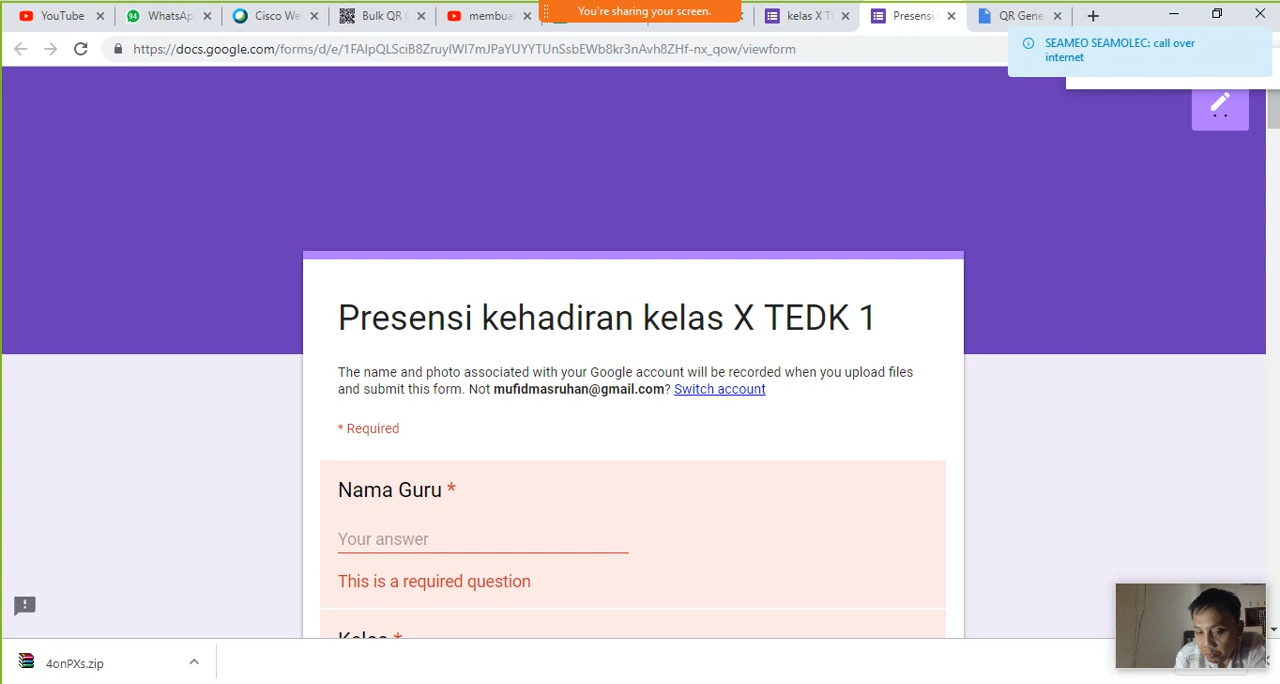 YouTube
WhatsAp
94
Cisco We
Bulk QR C
membua
You're sharing your screen.
kelas X T
Presensi
QR Gene
https://docs.google.com/forms/d/e/1FAIpQLSciB8ZruyIWI7mJPaYUYYTUnSsbEWb8kr3nAvh8ZHf-nx_qow/viewform
SEAMEO SEAMOLEC: call over
internet
Presensi kehadiran kelas X TEDK 1
The name and photo associated with your Google account will be recorded when you upload files
and submit this form. Not mufidmasruhan@gmail.com? Switch account
* Required
Nama Guru *
Your answer
This is a required question
Kelas *
4onPXs.zip